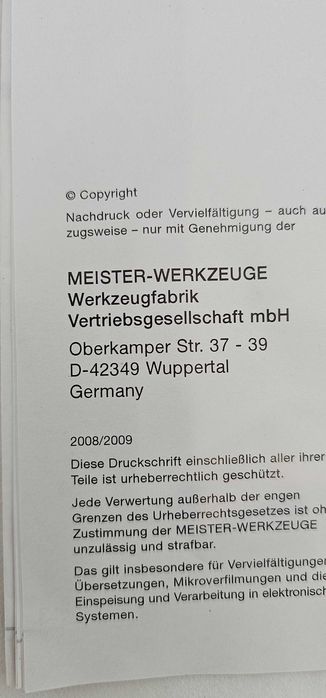 © Copyright
Nachdruck oder Vervielfältigung – auch au
zugsweise – nur mit Genehmigung der
MEISTER-WERKZEUGE
Werkzeugfabrik
Vertriebsgesellschaft mbH
Oberkamper Str. 37 - 39
D-42349 Wuppertal
Germany
2008/2009
Diese Druckschrift einschließlich aller ihrer
Teile ist urheberrechtlich geschützt.
Jede Verwertung außerhalb der engen
Grenzen des Urheberrechtsgesetzes ist oh
Zustimmung der MEISTER-WERKZEUGE
unzulässig und strafbar.
Das gilt insbesondere für Vervielfältigungen
Übersetzungen, Mikroverfilmungen und die
Einspeisung und Verarbeitung in elektronisch
Systemen.